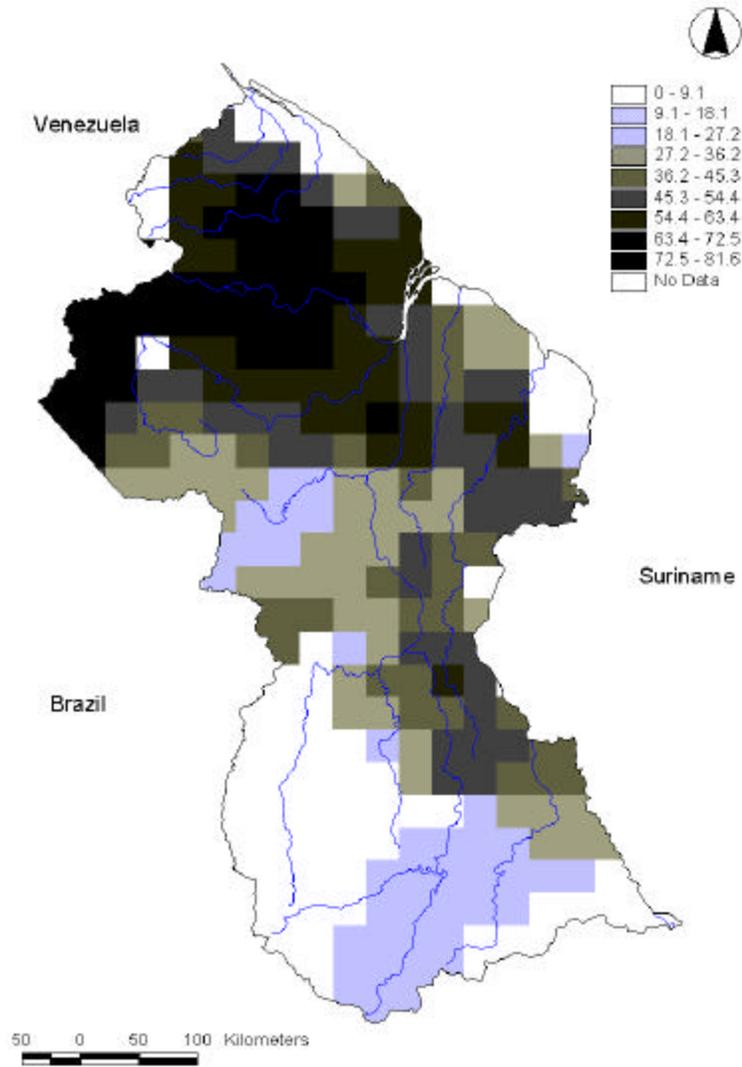 0 - 9.1
Venezuela
9.1 - 18.1
18.1 - 27.2
27.2 - 36.2
36.2 - 45.3
45.3 - 54.4
54.4 - 63.4
63.4 - 72.5
72.5 - 81.6
No Data
Suriname
Brazil
50 0 50 100 Kilometers